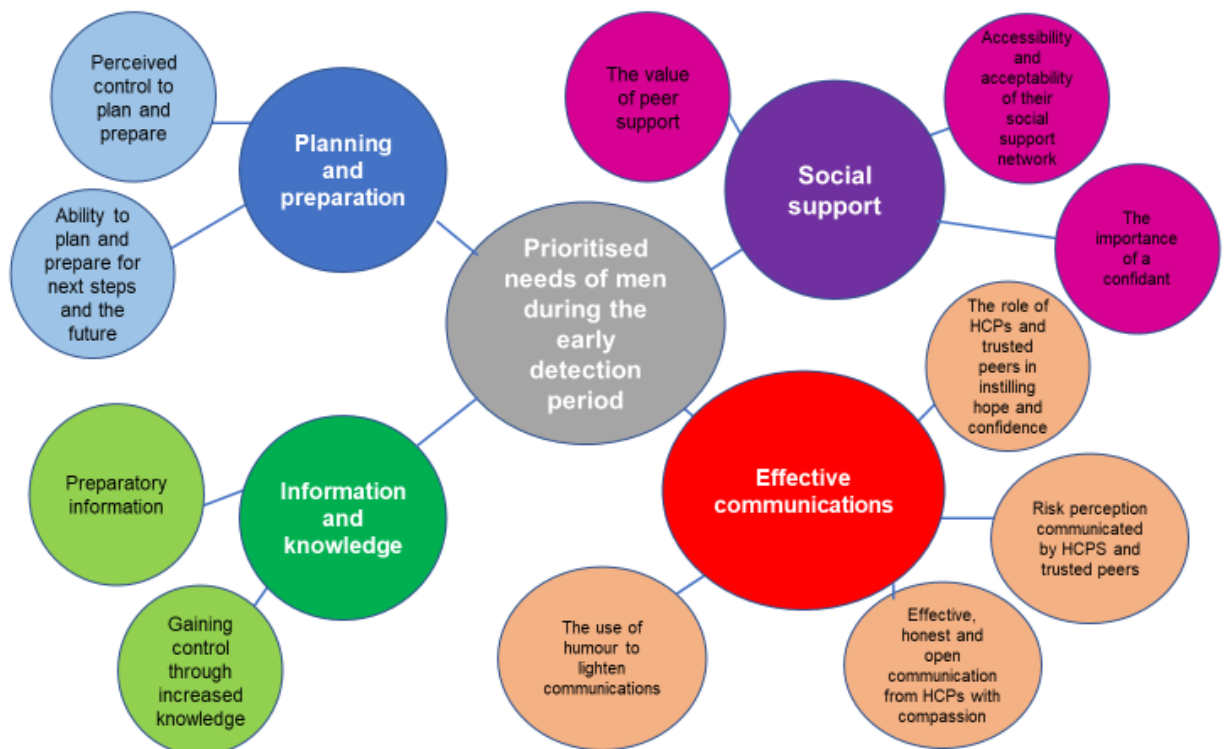 Perceived
control to
plan and
prepare
Planning
and
preparation
Ability to
plan and
prepare for
next steps
and the
future
The value
of peer
support
Social
support
Accessibility
and
acceptability
of their
social
support
network
The
importance
of a
confidant
Prioritised
needs of men
during the
early
detection
period
The role of
HCPs and
trusted
peers in
instilling
hope and
confidence
Effective
communications
Risk perception
communicated
by HCPS and
trusted peers
Effective,
honest and
open
communication
from HCPs with
compassion
The use of
humour to
lighten
communications
Information
and
knowledge
Preparatory
information
Gaining
control
through
increased
knowledge